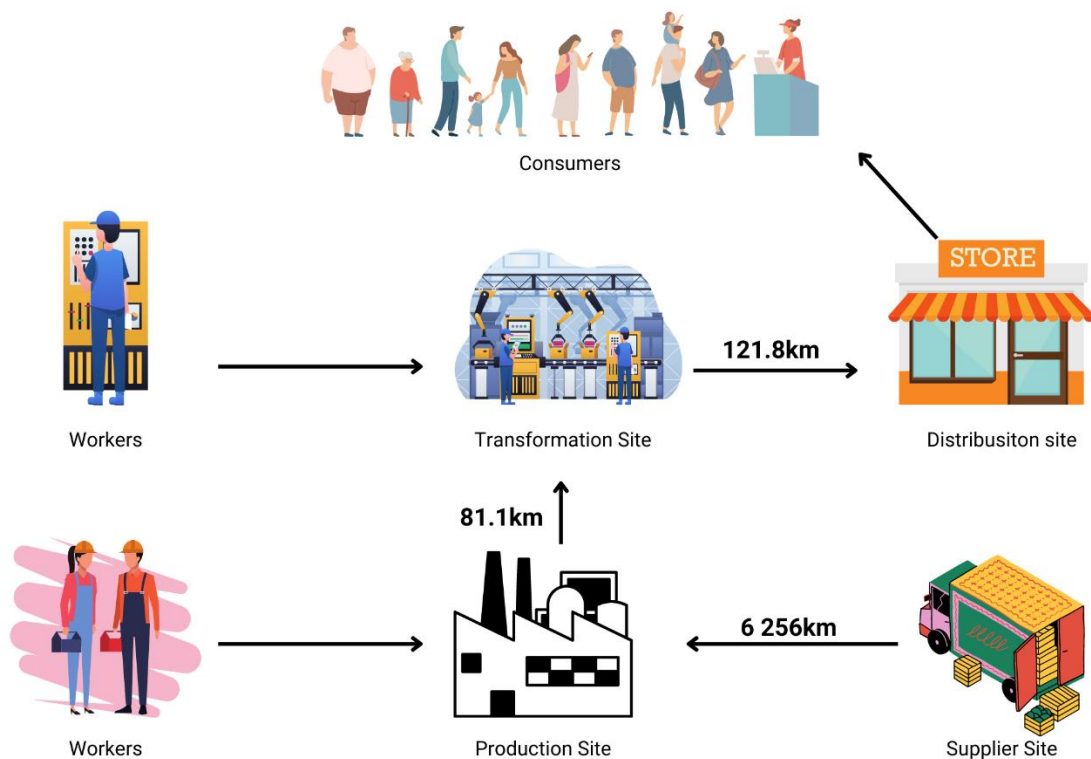 Consumers
STORE
121.8km
Workers
Transformation Site
Distribusiton site
81.1km
6 256km
Workers
Production Site
Supplier Site